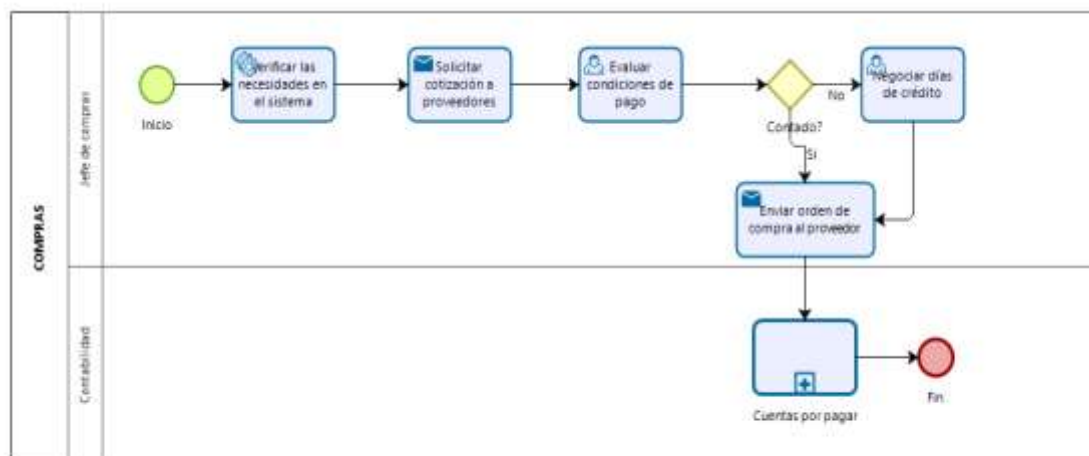 COMPRAS
Jefe de compras
Inicio
Verificar las
necesidades en
el sistema
Solicitar
cotización a
proveedores
Evaluar
condiciones de
pago
Contado?
No
Si
Negociar días
de crédito
Enviar orden de
compra al proveedor
Contabilidad
Cuentas por pagar
Fin